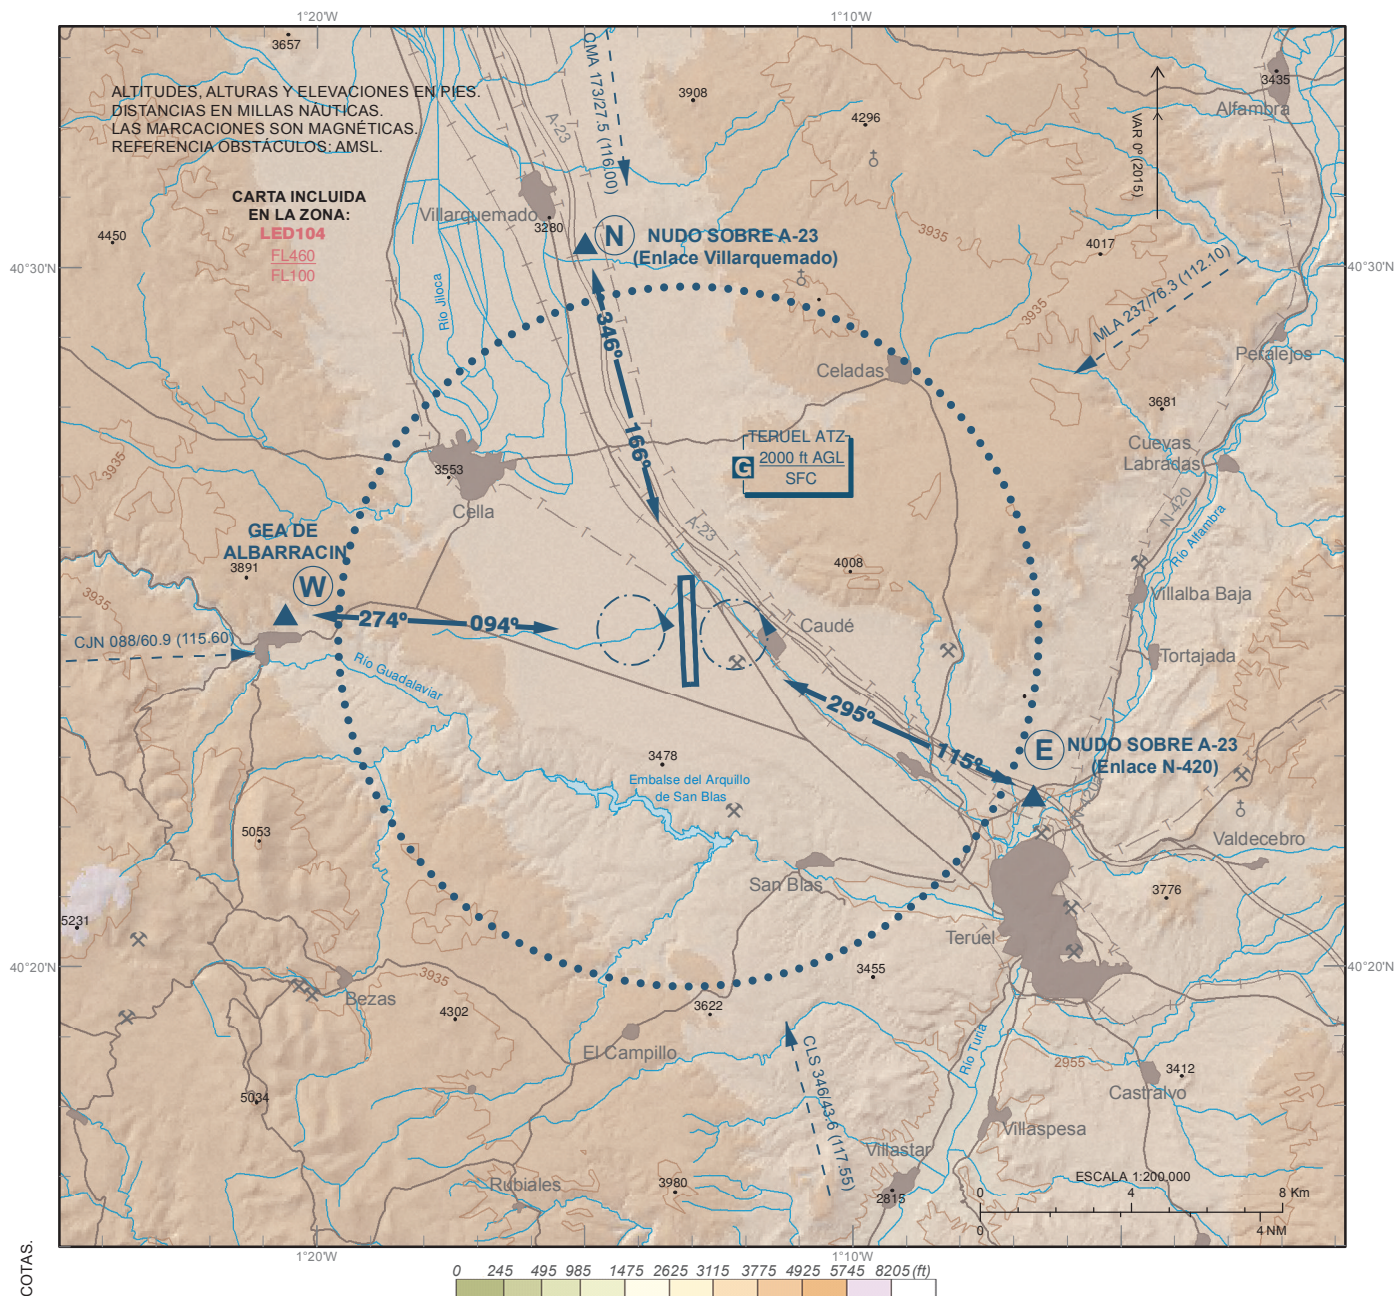 1°20'W
1°10'W
3657
ALTITUDES, ALTURAS Y ELEVACIONES EN PIES.
DISTANCIAS EN MILLAS NÁUTICAS.
LAS MARCACIONES SON MAGNÉTICAS.
REFERENCIA OBSTÁCULOS: AMSL.
CARTA INCLUIDA
EN LA ZONA:
LED104
FL460
FL100
4450
A-23
CMA 173/27.5 (116.00)
3908
4296
3435
Alfambra
VAR 0° (2015)
Villarquemado
3280
N
NUDO SOBRE A-23
(Enlace Villarquemado)
3935
4017
40°30'N
40°30'N
MLA 237/76.3 (112.10)
3935
Río Jiloca
346°
166°
Celadas
Peralejos
3681
Cuevas
Labradas
TERUEL ATZ
G
2000 ft AGL
SFC
3935
3553
Cella
N-420
Río Alfambra
A-23
GEA DE
ALBARRACIN
3891
W
3935
4008
274°
094°
Caudé
Villalba Baja
CJN 088/60.9 (115.60)
Río Guadalaviar
Tortajada
295°
115°
E
NUDO SOBRE A-23
(Enlace N-420)
3478
Embalse del Arquillo
de San Blas
N-420
5053
Valdecebro
San Blas
3776
5231
Teruel
40°20'N
40°20'N
3935
Bezas
3455
4302
3622
El Campillo
CLS 346/43.6 (117.55)
Río Turia
2955
3412
Castralvo
5034
Villaspesa
Villastar
Rubiales
3980
2815
ESCALA 1:200.000
0
4
8 Km
0
4 NM
1°20'W
1°10'W
COTAS.
0 245 495 985 1475 2625 3115 3775 4925 5745 8205 (ft)